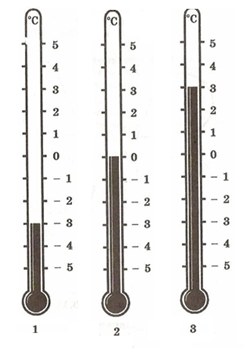 °C °C °C
5 5 5
4 4 4
3 3 3
2 2 2
1 1 1
0 0 0
– 1 – 1 – 1
– 2 – 2 – 2
– 3 – 3 – 3
– 4 – 4 – 4
– 5 – 5 – 5
1 2 3